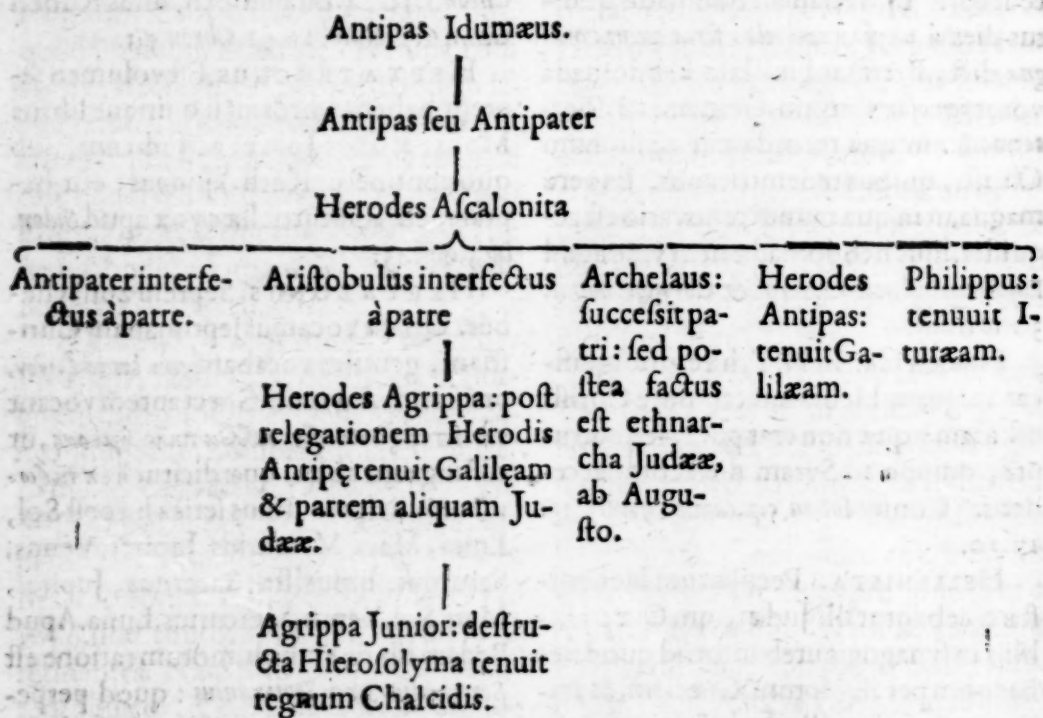 Antipas Idumæus.
Antipas ſeu Antipater
Herodes Aſcalonita
Antipater interfe-
ctus à patre.
Atiſtobulus interfectus
à patre
Herodes Agrippa: poſt
relegationem Herodis
Antipę tenuit Galilęam
& partem aliquam Ju-
dææ.
Agrippa Junior: deſtru-
cta Hieroſolyma tenuit
regnum Chalcidis.
Archelaus:
ſucceſsit pa-
tri: ſed po-
ſtea factus
eſt ethnar-
cha Judææ,
ab Augu-
ſto.
Herodes
Antipas:
tenuit Ga-
lilæam.
Philippus:
tenuuit I-
turæam.